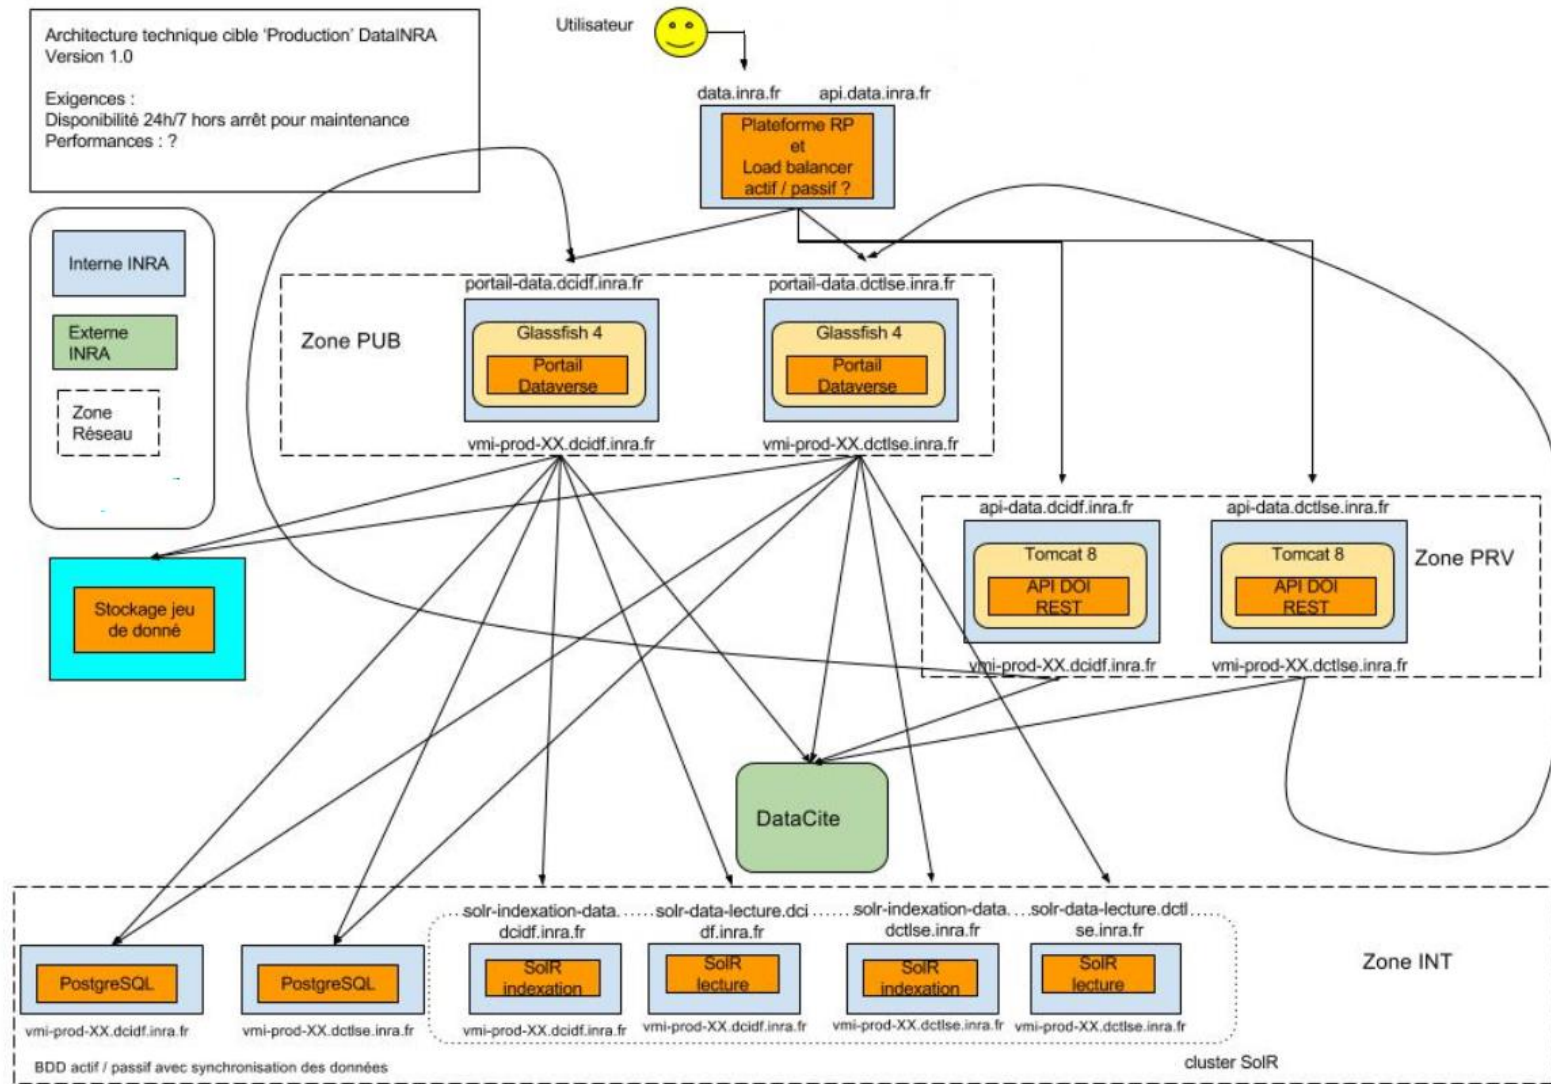 Architecture technique cible 'Production' DataINRA
Version 1.0
Exigences :
Disponibilité 24h/7 hors arrêt pour maintenance
Performances : ?
Utilisateur
data.inra.fr
api.data.inra.fr
Plateforme RP
et
Load balancer
actif / passif ?
Interne INRA
Externe
INRA
Zone
Réseau
Zone PUB
portail-data.dcidf.inra.fr
Glassfish 4
Portail
Dataverse
vmi-prod-XX.dcidf.inra.fr
portail-data.dctlse.inra.fr
Glassfish 4
Portail
Dataverse
vmi-prod-XX.dctlse.inra.fr
api-data.dcidf.inra.fr
Tomcat 8
API DOI
REST
vmi-prod-XX.dcidf.inra.fr
api-data.dctlse.inra.fr
Tomcat 8
API DOI
REST
vmi-prod-XX.dctlse.inra.fr
Zone PRV
Stockage jeu
de donné
DataCite
PostgreSQL
vmi-prod-XX.dcidf.inra.fr
PostgreSQL
vmi-prod-XX.dctlse.inra.fr
solr-indexation-data.
dcidf.inra.fr
SolR
indexation
vmi-prod-XX.dcidf.inra.fr
solr-data-lecture.dci
df.inra.fr
SolR
lecture
vmi-prod-XX.dcidf.inra.fr
solr-indexation-data.
dctlse.inra.fr
SolR
indexation
vmi-prod-XX.dctlse.inra.fr
solr-data-lecture.dctl
se.inra.fr
SolR
lecture
vmi-prod-XX.dctlse.inra.fr
Zone INT
BDD actif / passif avec synchronisation des données
cluster SolR